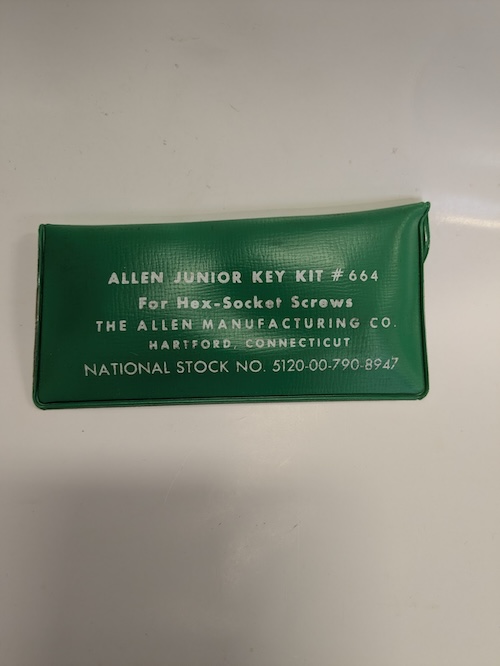 ALLEN JUNIOR KEY KIT #664
For Hex-Socket Screws
THE ALLEN MANUFACTURING CO.
HARTFORD, CONNECTICUT
NATIONAL STOCK NO. 5120-00-790-8947